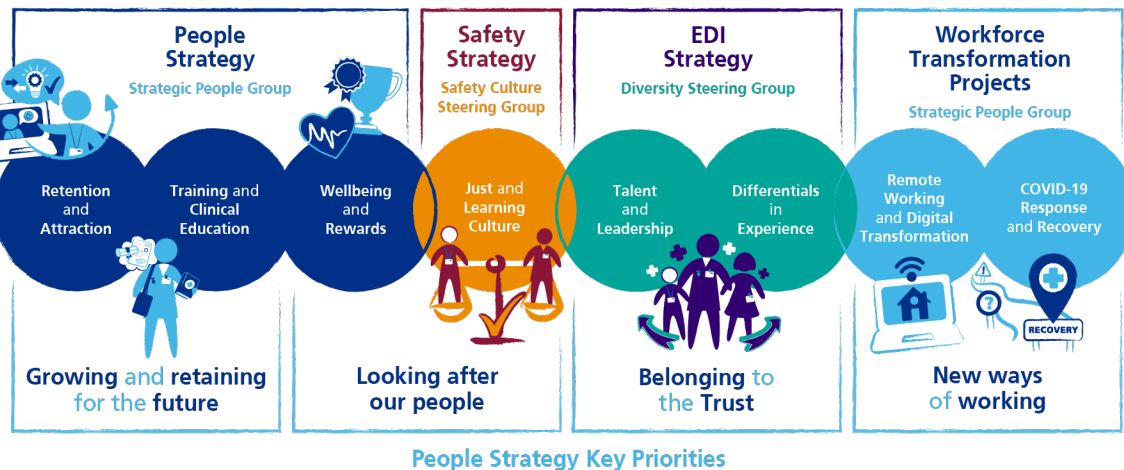 People
Strategy
Strategic People Group
Safety
Strategy
Safety Culture
Steering Group
EDI
Strategy
Diversity Steering Group
Workforce
Transformation
Projects
Strategic People Group
Retention
and
Attraction
Training and
Clinical
Education
Wellbeing
and
Rewards
Just and
Learning
Culture
Talent
and
Leadership
Differentials
in
Experience
Remote
Working
and Digital
Transformation
COVID-19
Response
and Recovery
!
?
RECOVERY
Growing and retaining
for the future
Looking after
our people
Belonging to
the Trust
New ways
of working
People Strategy Key Priorities